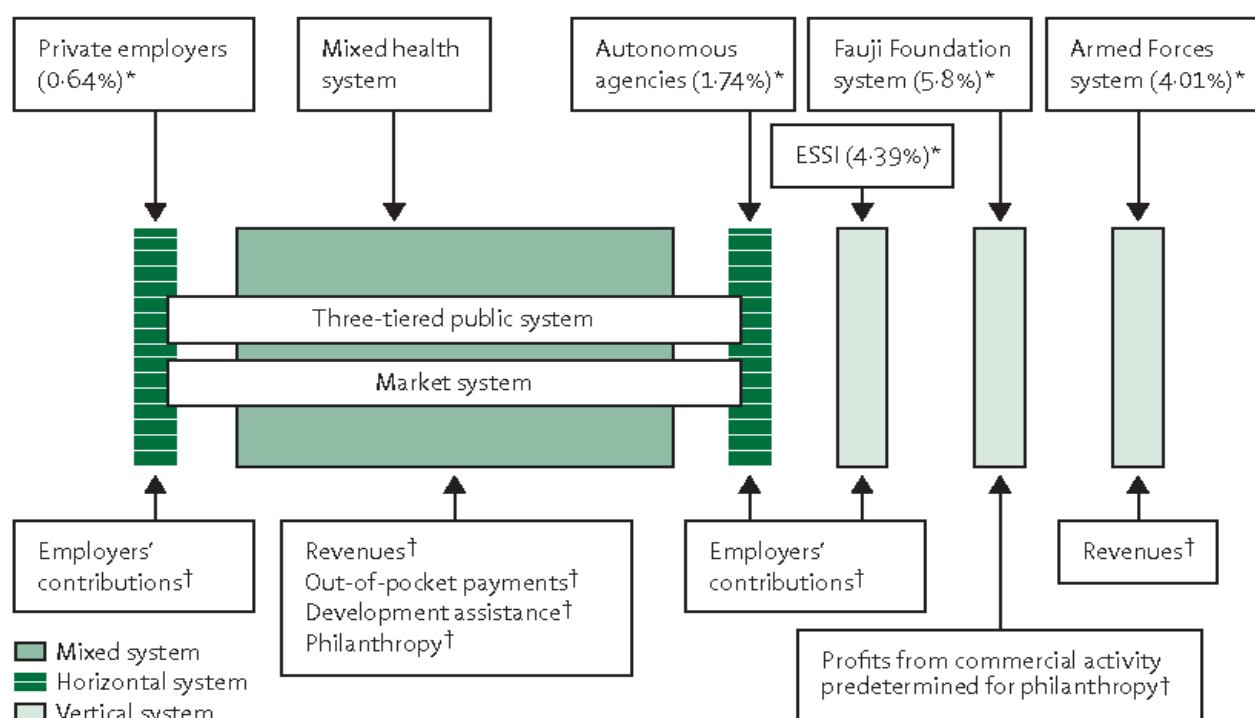 Private employers
(0·64%)*
Mixed health
system
Autonomous
agencies (1·74%)*
Fauji Foundation
system (5·8%)*
Armed Forces
system (4·01%)*
ESSI (4·39%)*
Three-tiered public system
Market system
Employers’
contributions†
Revenues†
Out-of-pocket payments†
Development assistance†
Philanthropy†
Employers’
contributions†
Revenues†
Profits from commercial activity
predetermined for philanthropy†
Mixed system
Horizontal system
Vertical system